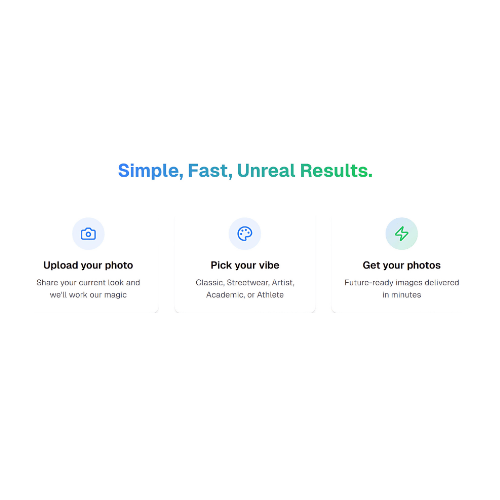 Simple, Fast, Unreal Results.
Upload your photo
Share your current look and
we'll work our magic
Pick your vibe
Classic, Streetwear, Artist,
Academic, or Athlete
Get your photos
Future-ready images delivered
in minutes